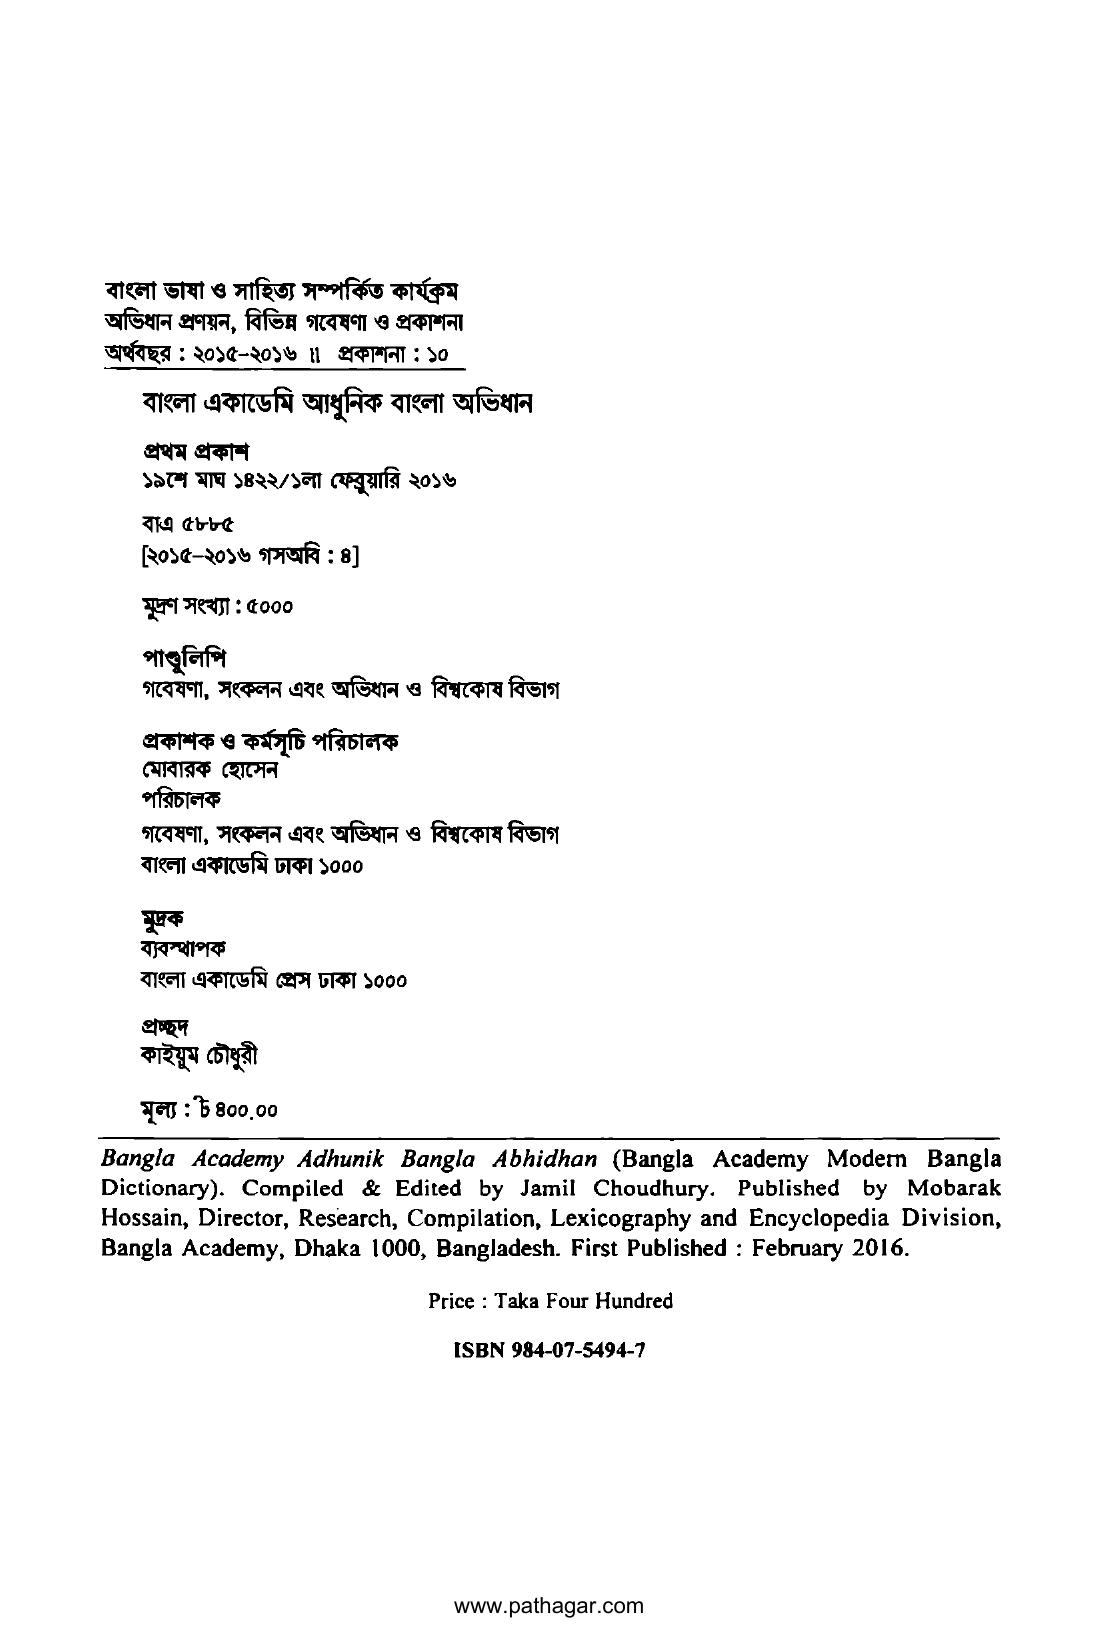 বাংলা ভাষা ও সাহিত্য সম্পর্কিত কার্যক্রম
অভিধান প্রণয়ন, বিভিন্ন গবেষণা ও প্রকাশনা
অর্থবছর : ২০১৫–২০১৬ ॥ প্রকাশনা : ১০
বাংলা একাডেমি আধুনিক বাংলা অভিধান
প্রথম প্রকাশ
১৯শে মাঘ ১৪২২/১লা ফেব্রুয়ারি ২০১৬
বাএ ৫৮৮৫
[২০১৫–২০১৬ গসঅবি : ৪]
মুদ্রণ সংখ্যা : ৫০০০
পাণ্ডুলিপি
গবেষণা, সংকলন এবং অভিধান ও বিশ্বকোষ বিভাগ
প্রকাশক ও কর্মসূচি পরিচালক
মোবারক হোসেন
পরিচালক
গবেষণা, সংকলন এবং অভিধান ও বিশ্বকোষ বিভাগ
বাংলা একাডেমি ঢাকা ১০০০
মুদ্রক
ব্যবস্থাপক
বাংলা একাডেমি প্রেস ঢাকা ১০০০
প্রচ্ছদ
কাইয়ুম চৌধুরী
মূল্য : ৳ ৪০০.০০
Bangla Academy Adhunik Bangla Abhidhan (Bangla Academy Modern Bangla
Dictionary). Compiled & Edited by Jamil Choudhury. Published by Mobarak
Hossain, Director, Research, Compilation, Lexicography and Encyclopedia Division,
Bangla Academy, Dhaka 1000, Bangladesh. First Published : February 2016.
Price : Taka Four Hundred
ISBN 984-07-5494-7
www.pathagar.com